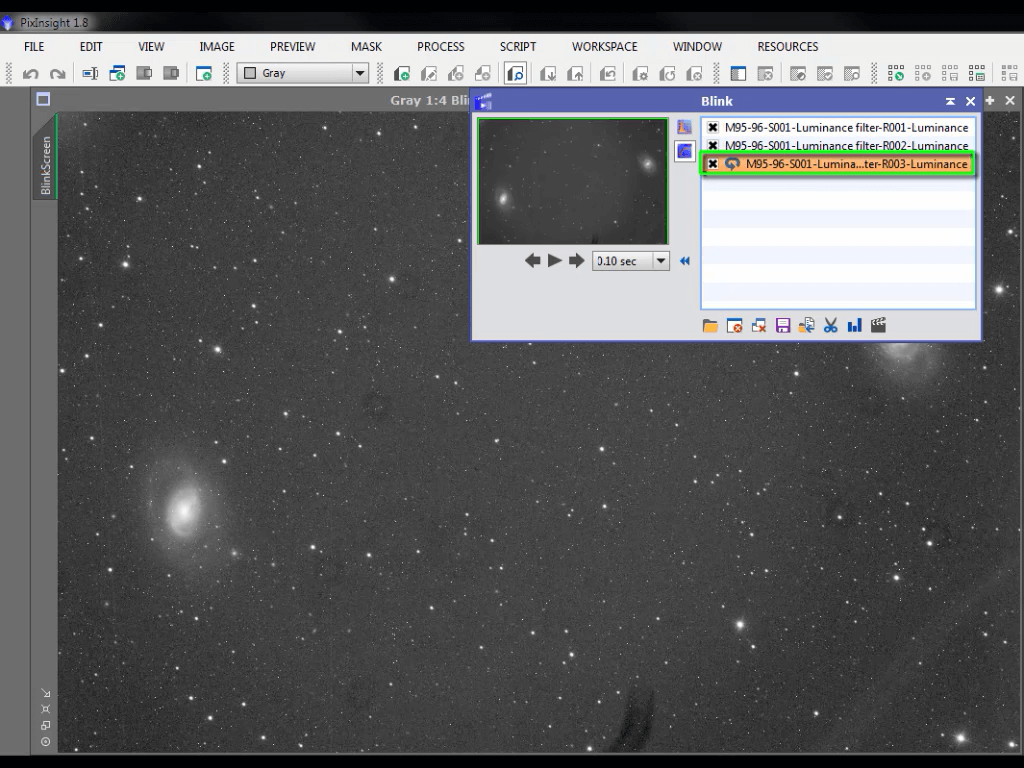 PixInsight 1.8
FILE EDIT VIEW IMAGE PREVIEW MASK PROCESS SCRIPT WORKSPACE WINDOW RESOURCES
Gray
Gray 1:4 Bli
BlinkScreen
Blink
M95-96-S001-Luminance filter-R001-Luminance
M95-96-S001-Luminance filter-R002-Luminance
M95-96-S001-Lumina...ter-R003-Luminance
0.10 sec